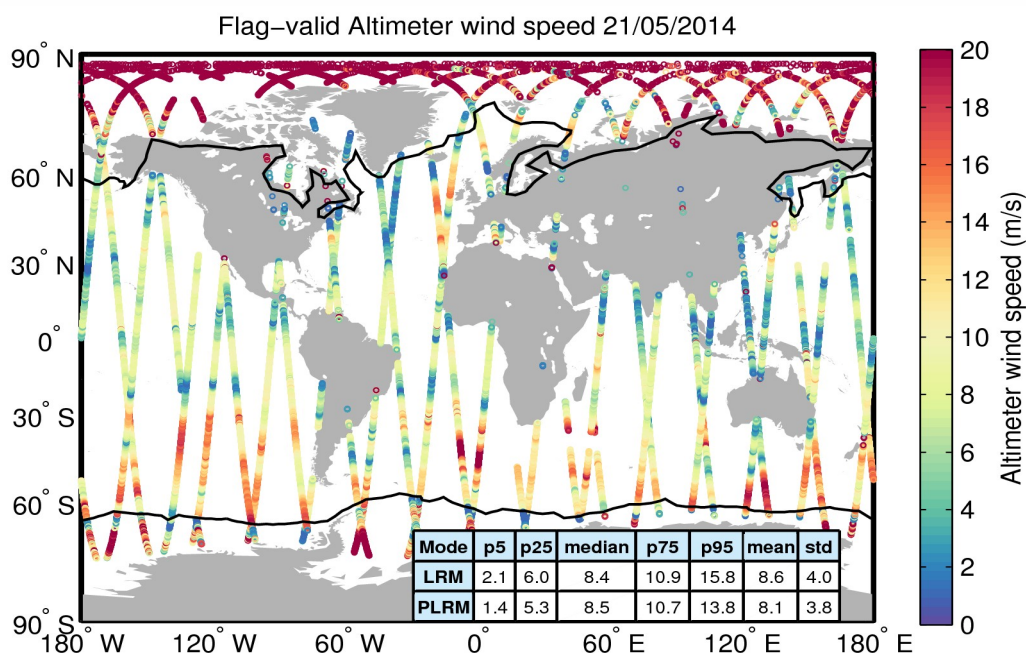 Flag−valid Altimeter wind speed 21/05/2014
90° N
60° N
30° N
0°
30° S
60° S
90° S
180° W
120° W
60° W
0°
60° E
120° E
180° E
20
18
16
14
12
10
8
6
4
2
0
Altimeter wind speed (m/s)
Mode p5 p25 median p75 p95 mean std
LRM 2.1 6.0 8.4 10.9 15.8 8.6 4.0
PLRM 1.4 5.3 8.5 10.7 13.8 8.1 3.8